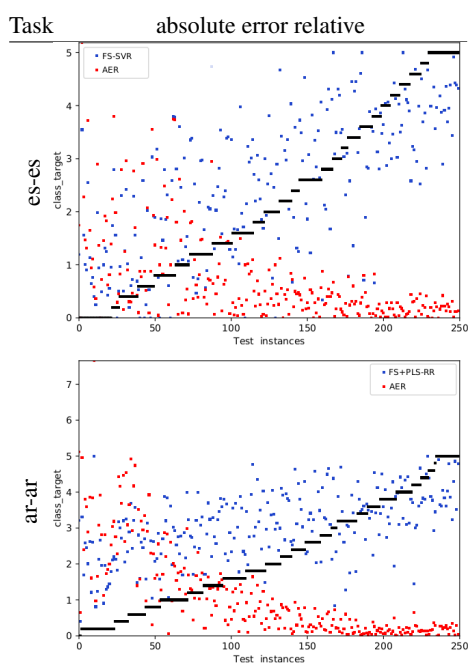 Task absolute error relative
es-es
class_target
FS-SVR
AER
5
4
3
2
1
0
0 50 100 150 200 250
Test instances
ar-ar
class_target
FS+PLS-RR
AER
7
6
5
4
3
2
1
0
0 50 100 150 200 250
Test instances